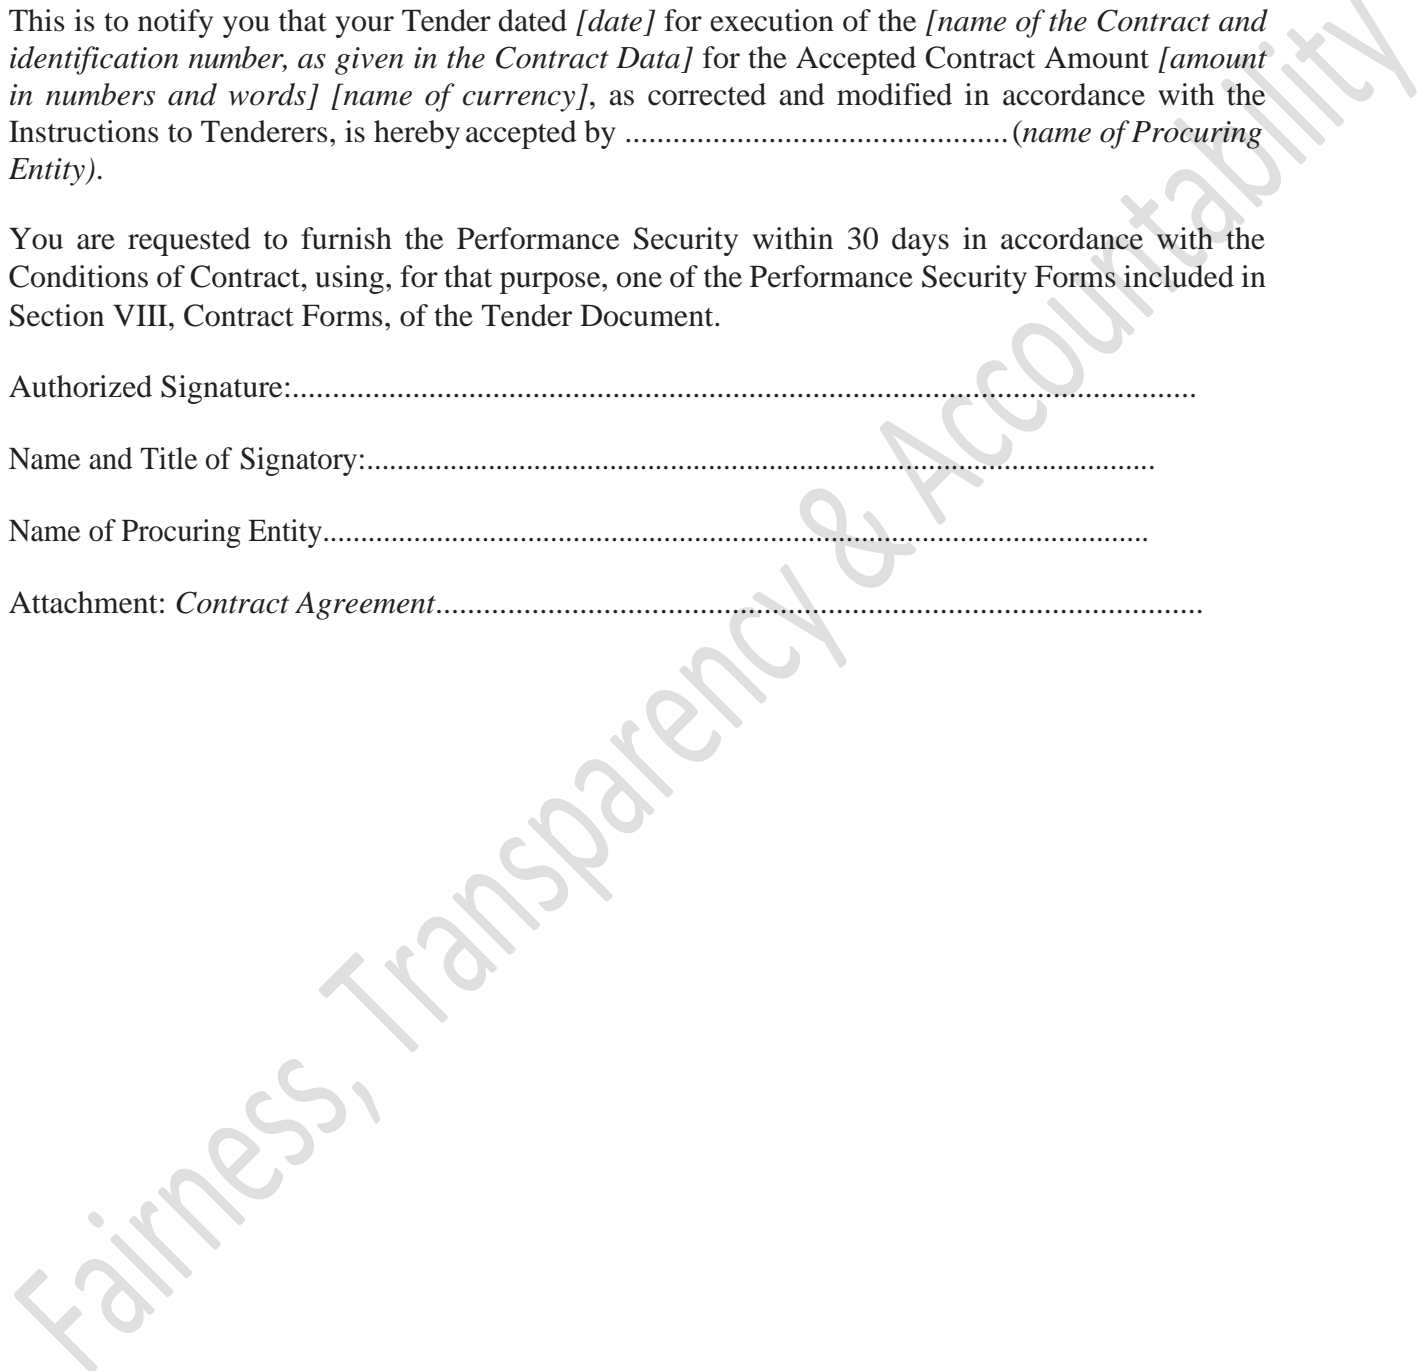 This is to notify you that your Tender dated [date] for execution of the [name of the Contract and
identification number, as given in the Contract Data] for the Accepted Contract Amount [amount
in numbers and words] [name of currency], as corrected and modified in accordance with the
Instructions to Tenderers, is hereby accepted by ................................................(name of Procuring
Entity).
You are requested to furnish the Performance Security within 30 days in accordance with the
Conditions of Contract, using, for that purpose, one of the Performance Security Forms included in
Section VIII, Contract Forms, of the Tender Document.
Authorized Signature:.................................................................................................................
Name and Title of Signatory:...................................................................................................
Name of Procuring Entity.............................................................................................................
Attachment: Contract Agreement................................................................................................
Fairness, Transparency & Accountability